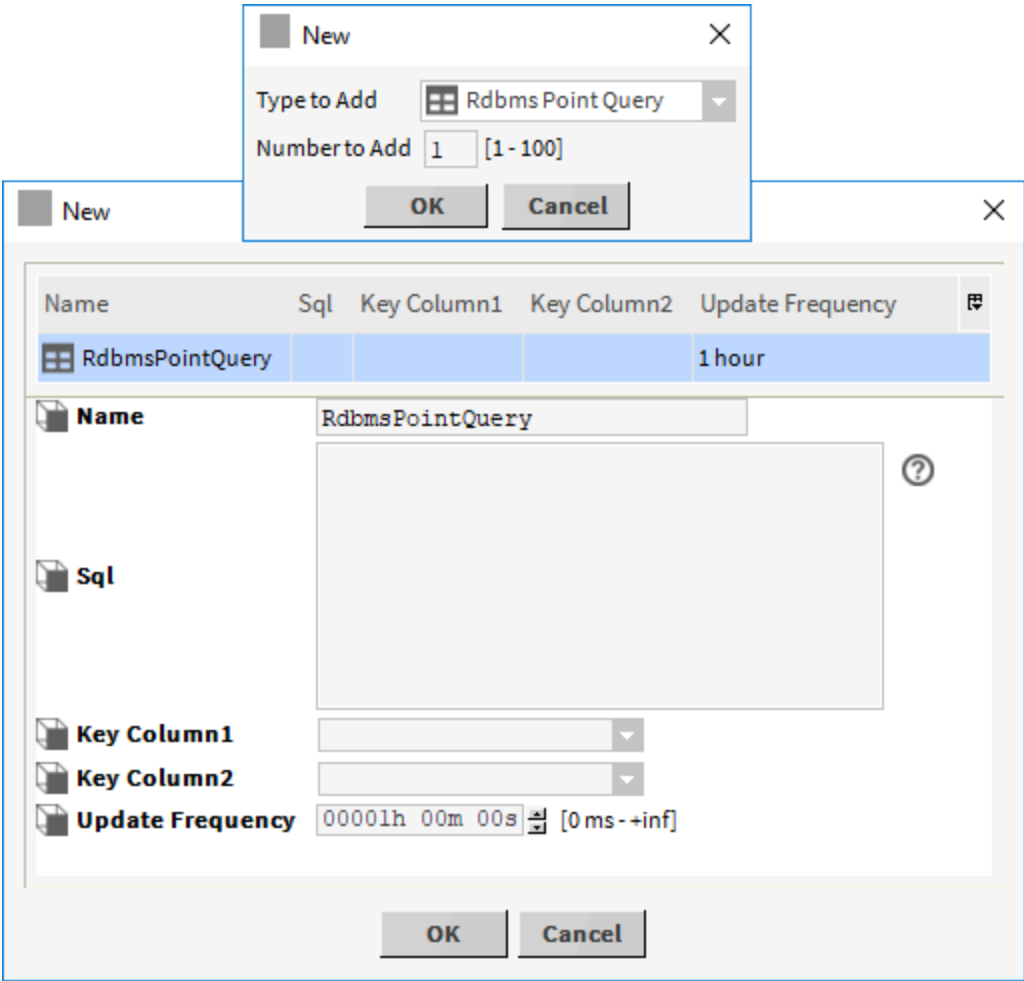 New
Type to Add Rdbms Point Query
Number to Add 1 [1 - 100]
OK Cancel
New
Name Sql Key Column1 Key Column2 Update Frequency
RdbmsPointQuery 1 hour
Name RdbmsPointQuery
?
Sql
Key Column1
Key Column2
Update Frequency 00001h 00m 00s [0 ms - +inf]
OK Cancel